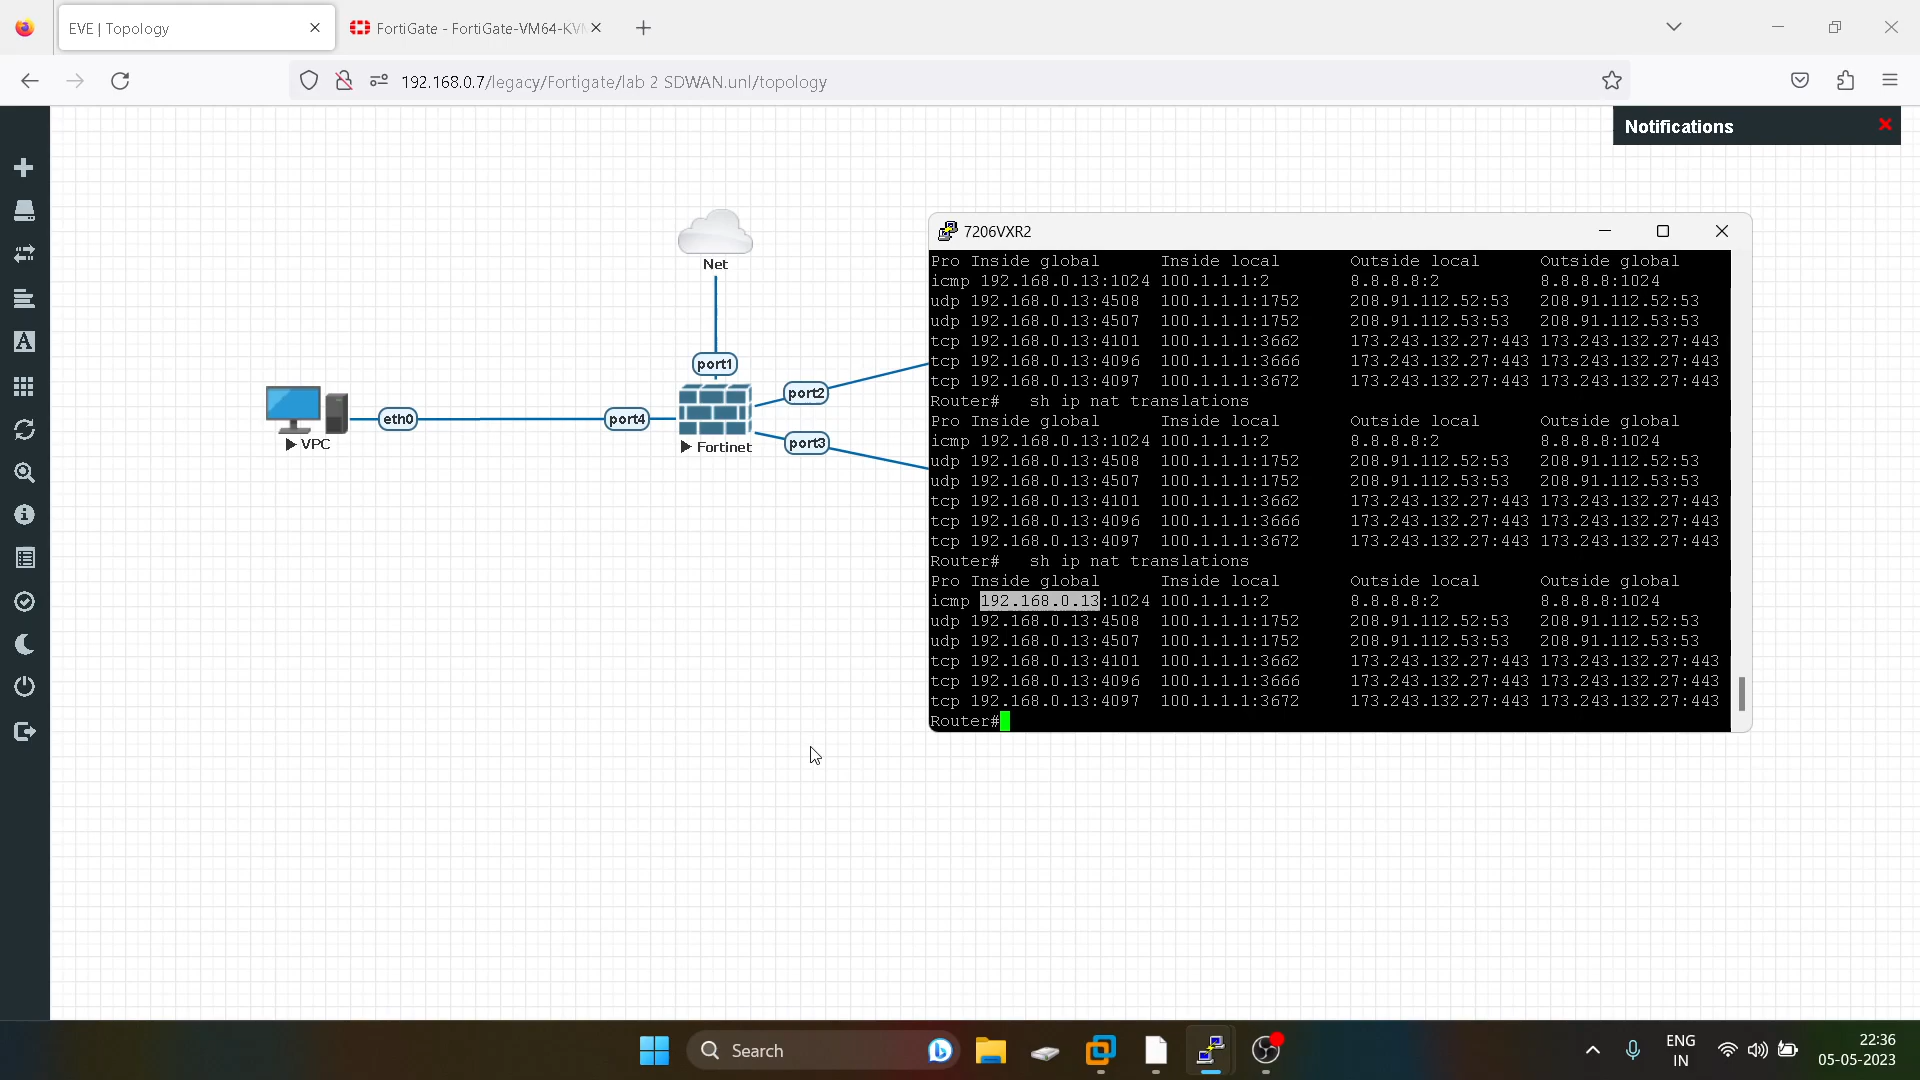 EVE | Topology
FortiGate - FortiGate-VM64-KV
192.168.0.7/legacy/Fortigate/lab 2 SDWAN.unl/topology
Notifications
Net
port1
port2
port3
port4
eth0
VPC
Fortinet
7206VXR2
Pro Inside global Inside local Outside local Outside global
icmp 192.168.0.13:1024 100.1.1.1:2 8.8.8.8:2 8.8.8.8:1024
udp 192.168.0.13:4508 100.1.1.1:1752 208.91.112.52:53 208.91.112.52:53
udp 192.168.0.13:4507 100.1.1.1:1752 208.91.112.53:53 208.91.112.53:53
tcp 192.168.0.13:4101 100.1.1.1:3662 173.243.132.27:443 173.243.132.27:443
tcp 192.168.0.13:4096 100.1.1.1:3666 173.243.132.27:443 173.243.132.27:443
tcp 192.168.0.13:4097 100.1.1.1:3672 173.243.132.27:443 173.243.132.27:443
Router# sh ip nat translations
Pro Inside global Inside local Outside local Outside global
icmp 192.168.0.13:1024 100.1.1.1:2 8.8.8.8:2 8.8.8.8:1024
udp 192.168.0.13:4508 100.1.1.1:1752 208.91.112.52:53 208.91.112.52:53
udp 192.168.0.13:4507 100.1.1.1:1752 208.91.112.53:53 208.91.112.53:53
tcp 192.168.0.13:4101 100.1.1.1:3662 173.243.132.27:443 173.243.132.27:443
tcp 192.168.0.13:4096 100.1.1.1:3666 173.243.132.27:443 173.243.132.27:443
tcp 192.168.0.13:4097 100.1.1.1:3672 173.243.132.27:443 173.243.132.27:443
Router# sh ip nat translations
Pro Inside global Inside local Outside local Outside global
icmp 192.168.0.13:1024 100.1.1.1:2 8.8.8.8:2 8.8.8.8:1024
udp 192.168.0.13:4508 100.1.1.1:1752 208.91.112.52:53 208.91.112.52:53
udp 192.168.0.13:4507 100.1.1.1:1752 208.91.112.53:53 208.91.112.53:53
tcp 192.168.0.13:4101 100.1.1.1:3662 173.243.132.27:443 173.243.132.27:443
tcp 192.168.0.13:4096 100.1.1.1:3666 173.243.132.27:443 173.243.132.27:443
tcp 192.168.0.13:4097 100.1.1.1:3672 173.243.132.27:443 173.243.132.27:443
Router#
Search
ENG
IN
22:36
05-05-2023